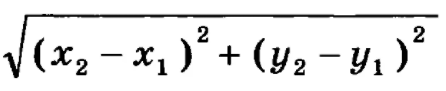 √(x₂ − x₁)² + (y₂ − y₁)²